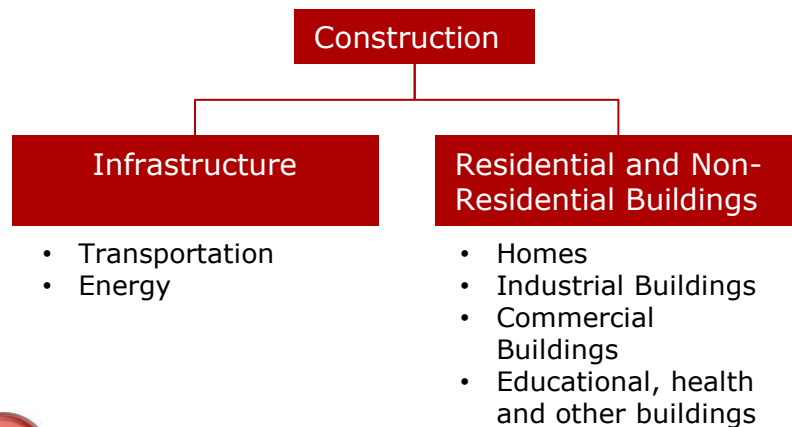 Construction
Infrastructure
• Transportation
• Energy
Residential and Non-
Residential Buildings
• Homes
• Industrial Buildings
• Commercial
Buildings
• Educational, health
and other buildings